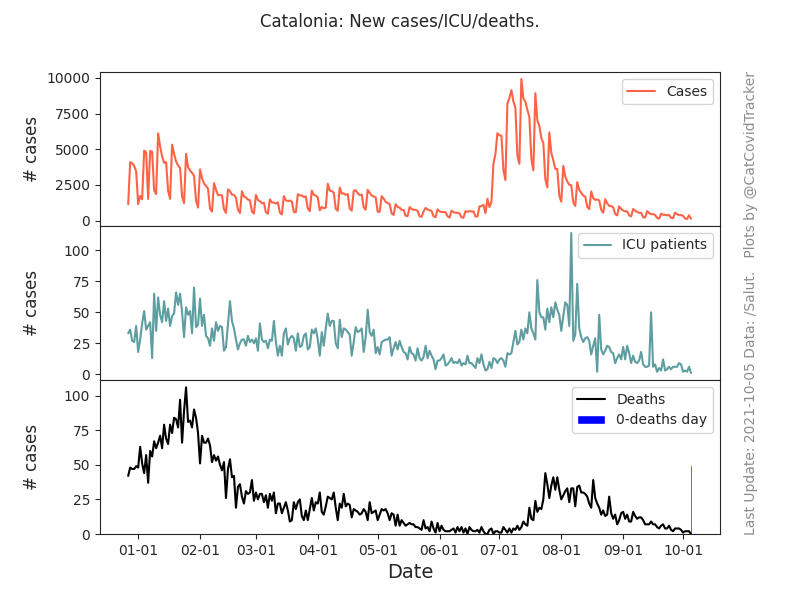 Catalonia: New cases/ICU/deaths.
10000
7500
5000
2500
0
# cases
Cases
100
75
50
25
0
# cases
ICU patients
100
75
50
25
0
# cases
Deaths
0-deaths day
01-01 02-01 03-01 04-01 05-01 06-01 07-01 08-01 09-01 10-01
Date
Last Update: 2021-10-05 Data: /Salut. Plots by @CatCovidTracker